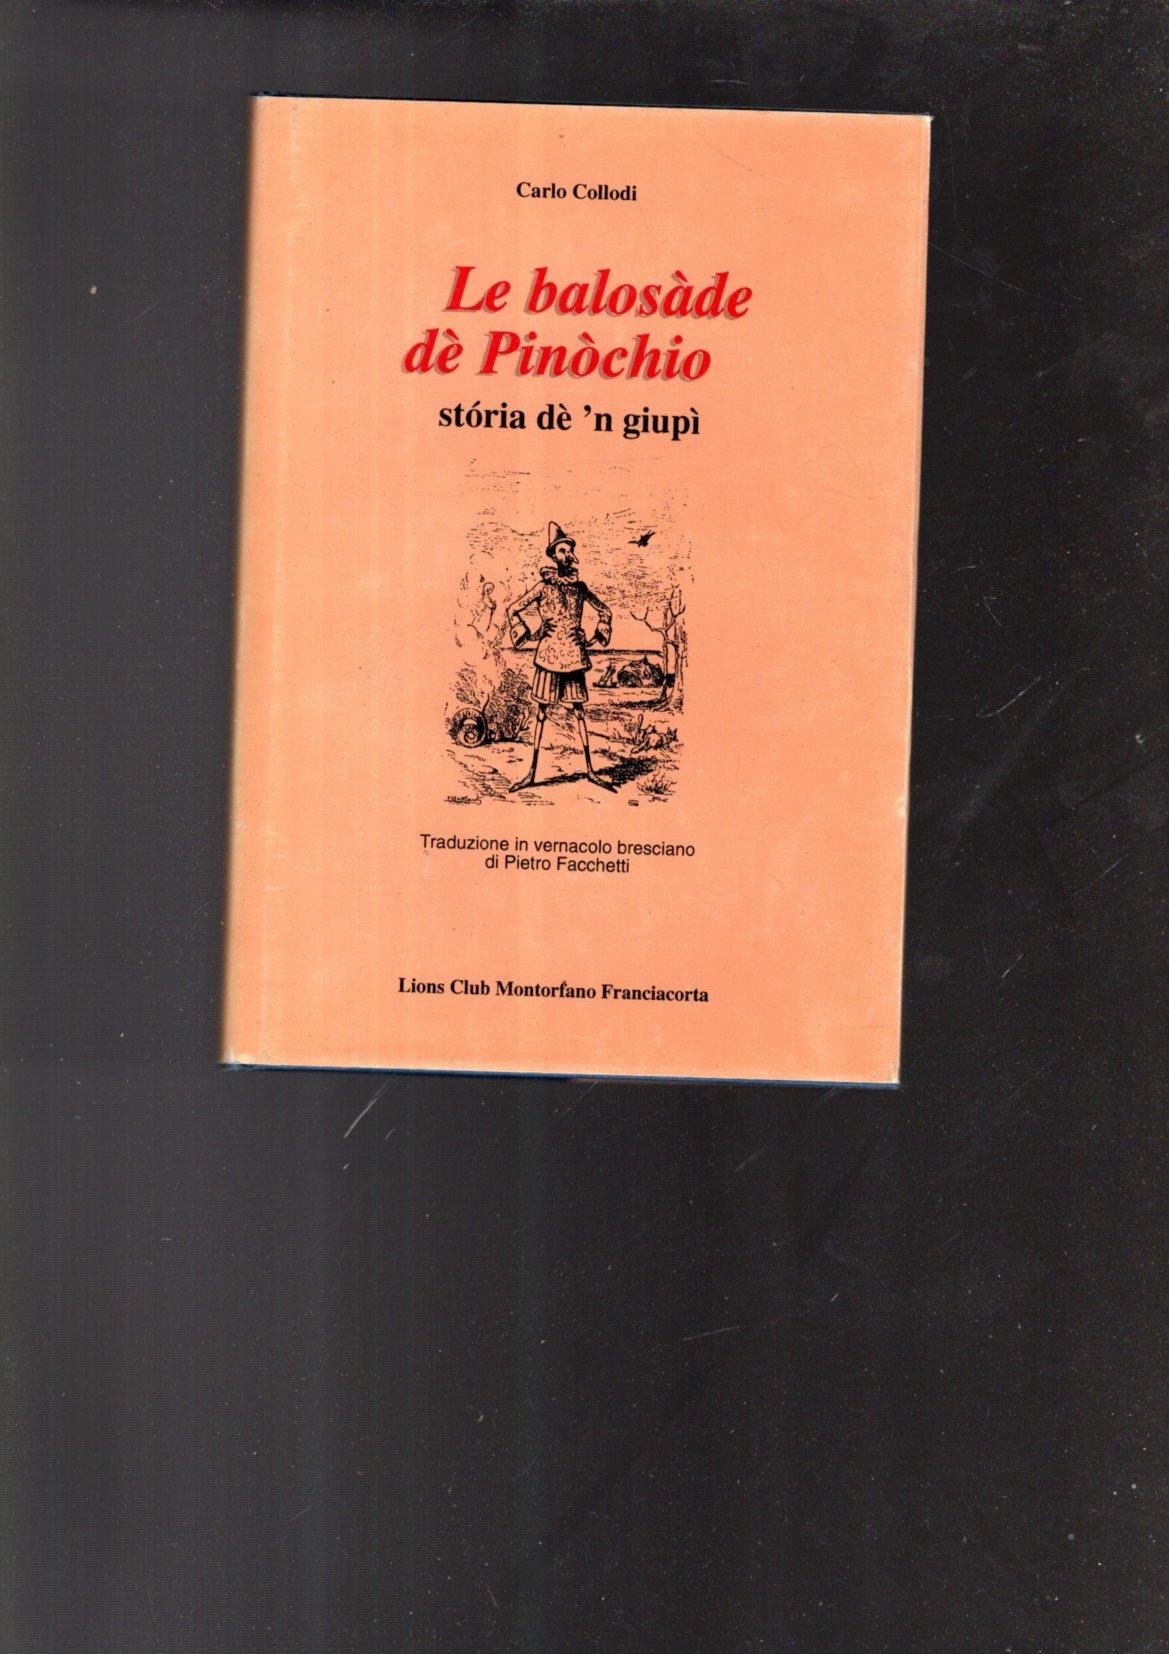 Carlo Collodi
Le balosàde
dè Pinòchio
stória dè ’n giupì
Traduzione in vernacolo bresciano
di Pietro Facchetti
Lions Club Montorfano Franciacorta